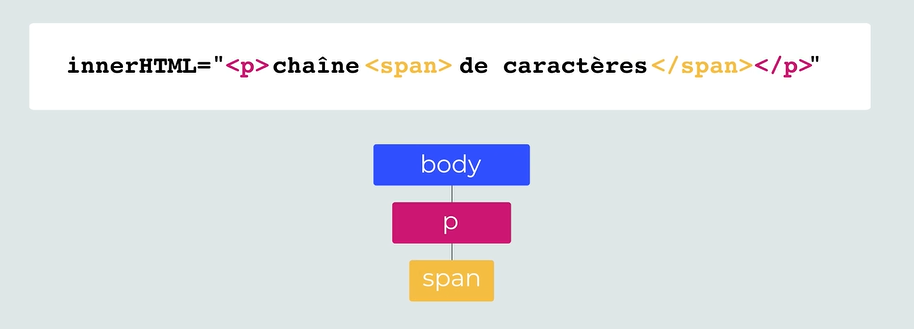 innerHTML="<p>chaîne <span> de caractères</span></p>"
body
p
span